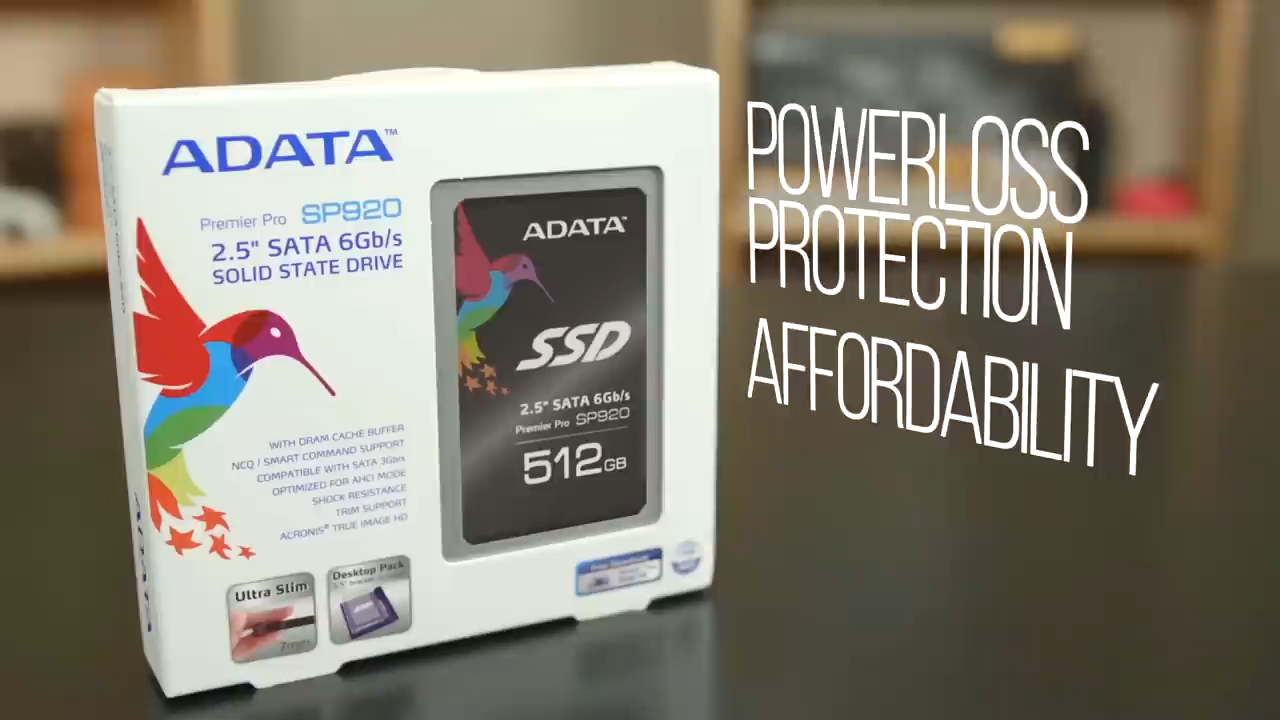 ADATA™
Premier Pro SP920
2.5" SATA 6Gb/s
SOLID STATE DRIVE
WITH DRAM CACHE BUFFER
NCQ / SMART COMMAND SUPPORT
COMPATIBLE WITH SATA 3Gb/s
OPTIMIZED FOR AHCI MODE
SHOCK RESISTANCE
TRIM SUPPORT
ACRONIS® TRUE IMAGE HD
Ultra Slim
7mm
Desktop Pack
ADATA™
SSD
2.5" SATA 6Gb/s
Premier Pro SP920
512GB
ADATA
POWERLOSS
PROTECTION
AFFORDABILITY